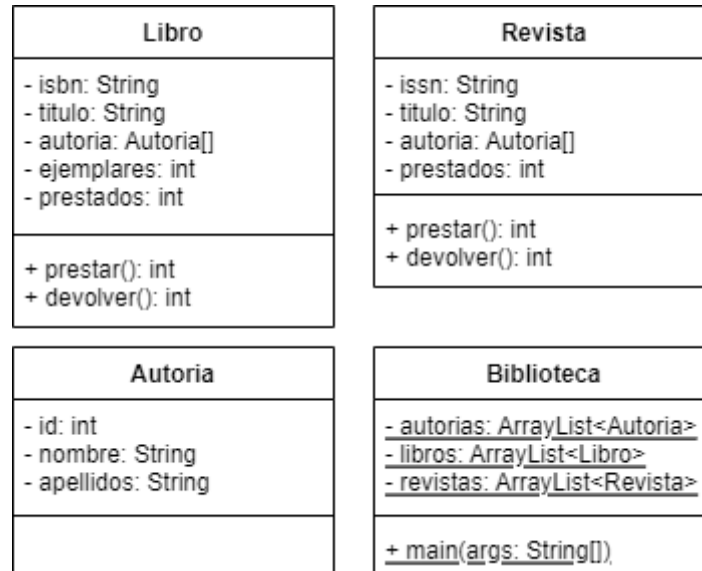 Libro
- isbn: String
- titulo: String
- autoria: Autoria[]
- ejemplares: int
- prestados: int
+ prestar(): int
+ devolver(): int
Revista
- issn: String
- titulo: String
- autoria: Autoria[]
- prestados: int
+ prestar(): int
+ devolver(): int
Autoria
- id: int
- nombre: String
- apellidos: String
Biblioteca
- autorias: ArrayList<Autoria>
- libros: ArrayList<Libro>
- revistas: ArrayList<Revista>
+ main(args: String[])